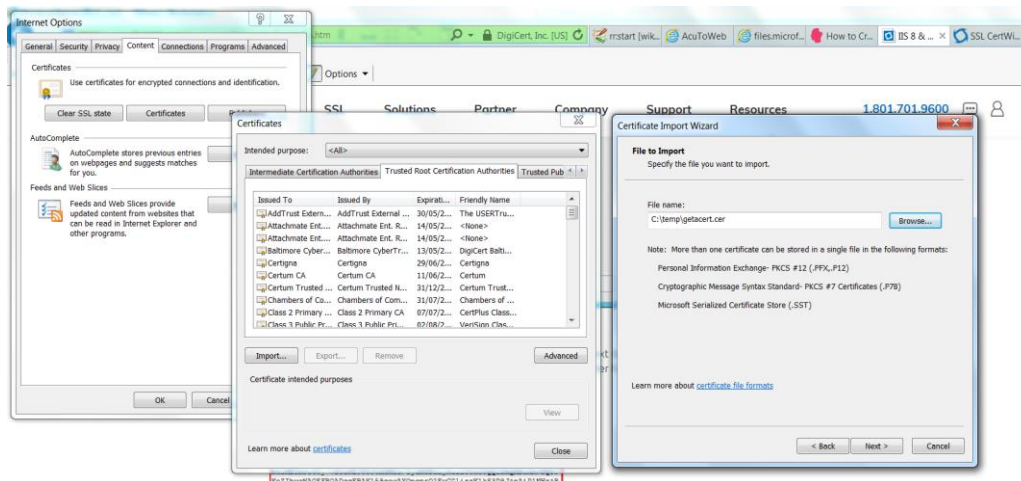 Internet Options
General Security Privacy Content Connections Programs Advanced
Certificates
Use certificates for encrypted connections and identification.
Clear SSL state Certificates
AutoComplete
AutoComplete stores previous entries
on webpages and suggests matches
for you.
Feeds and Web Slices
Feeds and Web Slices provide
updated content from websites that
can be read in Internet Explorer and
other programs.
OK Cancel
.htm
DigiCert, Inc. [US]
rrstart [wik...
AcuToWeb
files.microf...
How to Cr...
IIS 8 & ...
SSL CertWi...
Options
SSL Solutions Partner Company Support Resources 1.801.701.9600
Certificates
Intended purpose: <All>
Intermediate Certification Authorities Trusted Root Certification Authorities Trusted Pub
Issued To Issued By Expirati... Friendly Name
AddTrust Extern... AddTrust External ... 30/05/2... The USERTru...
Attachmate Ent.... Attachmate Ent. R... 14/05/2... <None>
Attachmate Ent.... Attachmate Ent. R... 14/05/2... <None>
Baltimore Cyber... Baltimore CyberTr... 13/05/2... DigiCert Balti...
Certigna Certigna 29/06/2... Certigna
Certum CA Certum CA 11/06/2... Certum
Certum Trusted ... Certum Trusted N... 31/12/2... Certum Trust...
Chambers of Co... Chambers of Com... 31/07/2... Chambers of ...
Class 2 Primary ... Class 2 Primary CA 07/07/2... CertPlus Class...
Class 3 Public Pr... Class 3 Public Pri... 02/08/2... VeriSign Clas...
Import... Export... Remove Advanced
Certificate intended purposes
View
Learn more about certificates
Close
Certificate Import Wizard
File to Import
Specify the file you want to import.
File name:
C:\temp\getacert.cer
Browse...
Note: More than one certificate can be stored in a single file in the following formats:
Personal Information Exchange- PKCS #12 (.PFX,.P12)
Cryptographic Message Syntax Standard- PKCS #7 Certificates (.P7B)
Microsoft Serialized Certificate Store (.SST)
Learn more about certificate file formats
< Back Next > Cancel